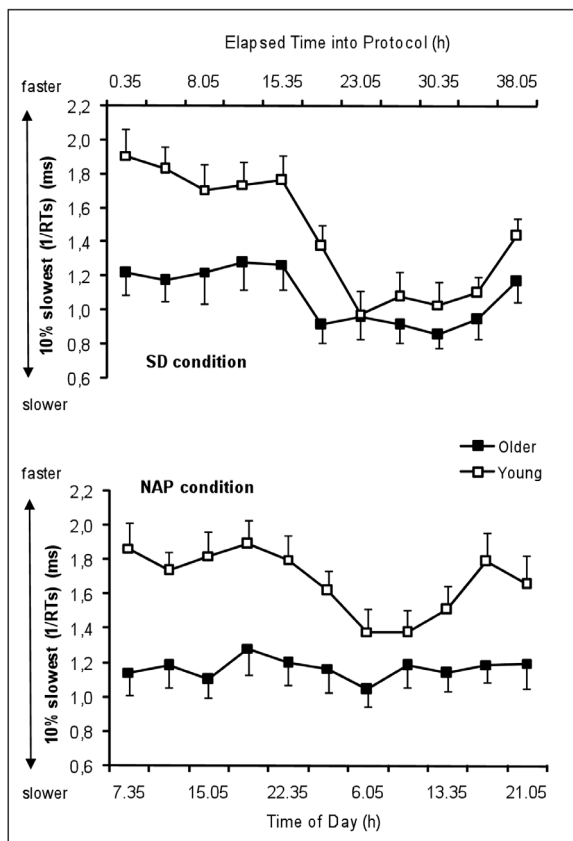 Elapsed Time into Protocol (h)
0.35 8.05 15.35 23.05 30.35 38.05
faster
2,2
2,0
1,8
1,6
1,4
1,2
1,0
0,8
0,6
10% slowest (1/RTs) (ms)
SD condition
slower
Older
Young
faster
NAP condition
2,2
2,0
1,8
1,6
1,4
1,2
1,0
0,8
0,6
10% slowest (1/RTs) (ms)
slower
7.35 15.05 22.35 6.05 13.35 21.05
Time of Day (h)